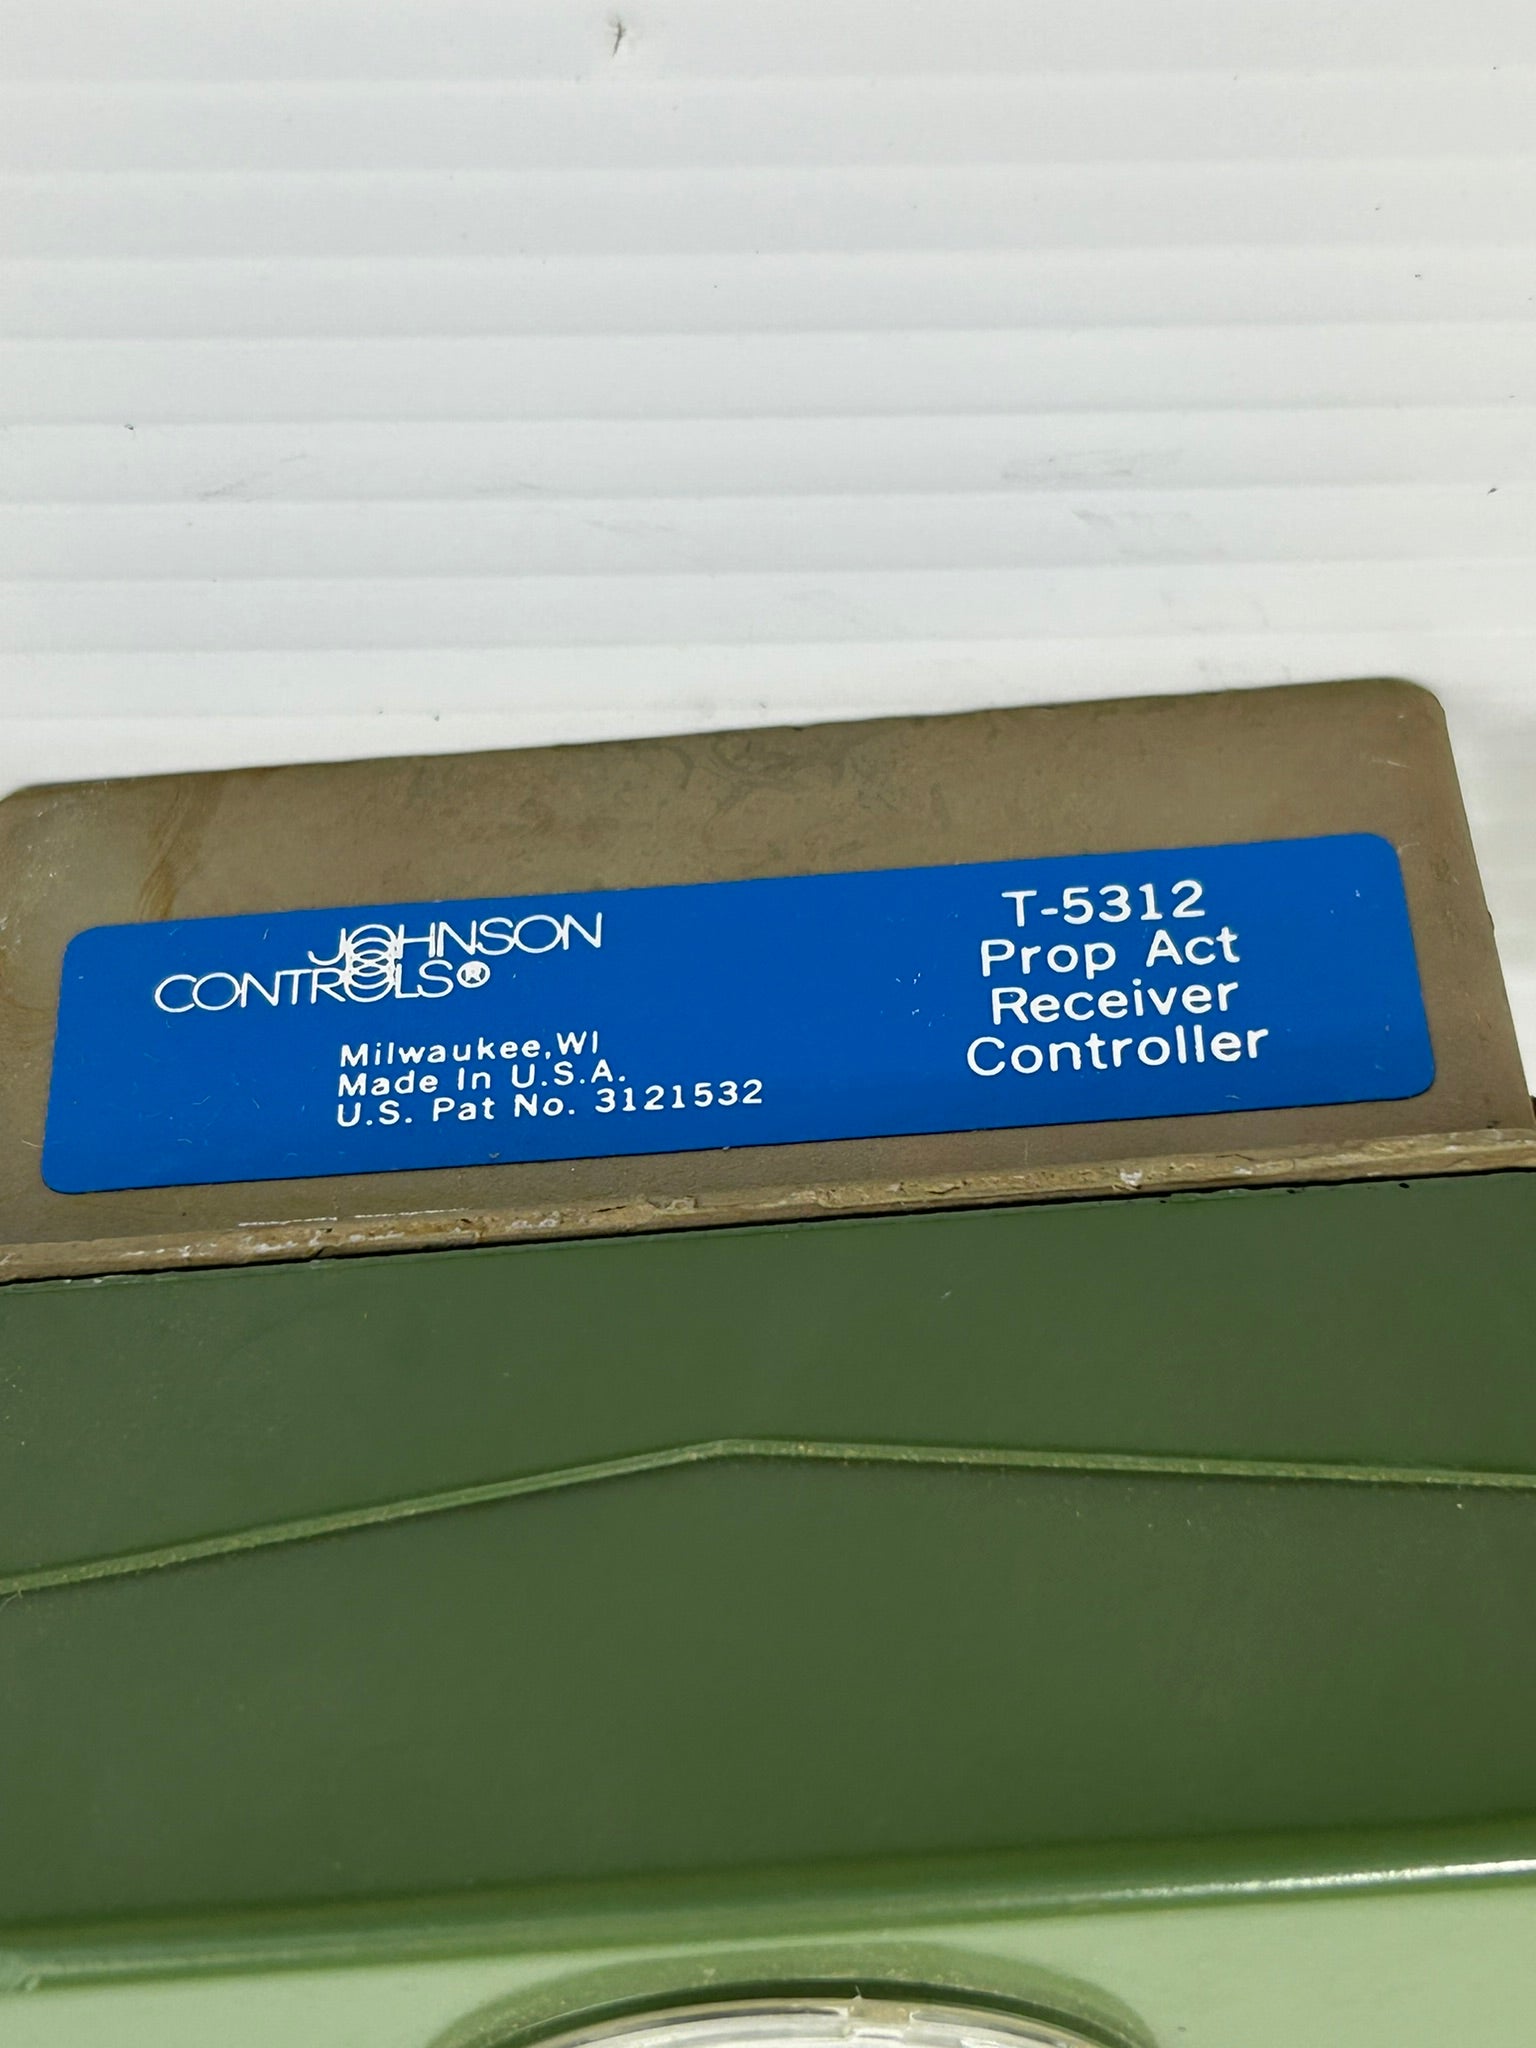 JOHNSON
CONTROLS®
Milwaukee,WI
Made In U.S.A.
U.S. Pat No. 3121532
T-5312
Prop Act
Receiver
Controller